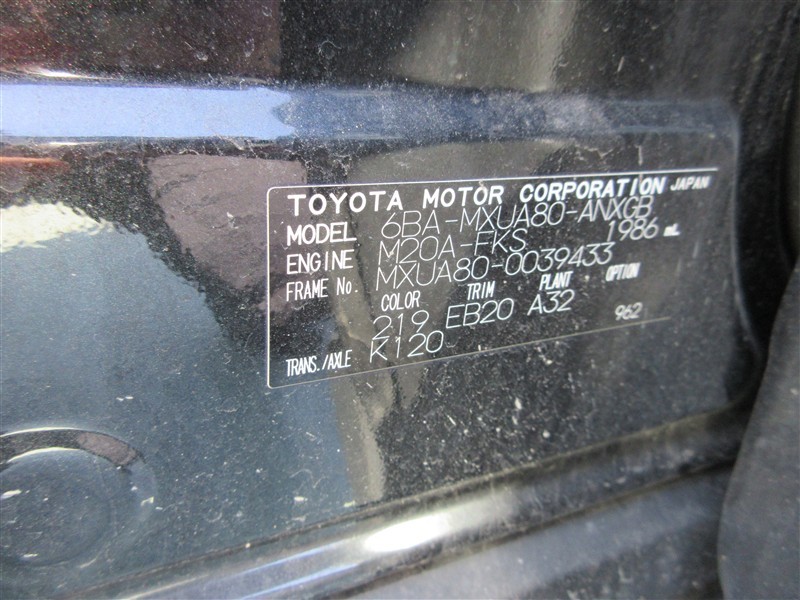 TOYOTA MOTOR CORPORATION JAPAN
MODEL 6BA-MXUA80-ANXGB
ENGINE M20A-FKS 1986 mL
FRAME No. MXUA80-0039433
COLOR TRIM PLANT OPTION
219 EB20 A32 962
TRANS./AXLE K120